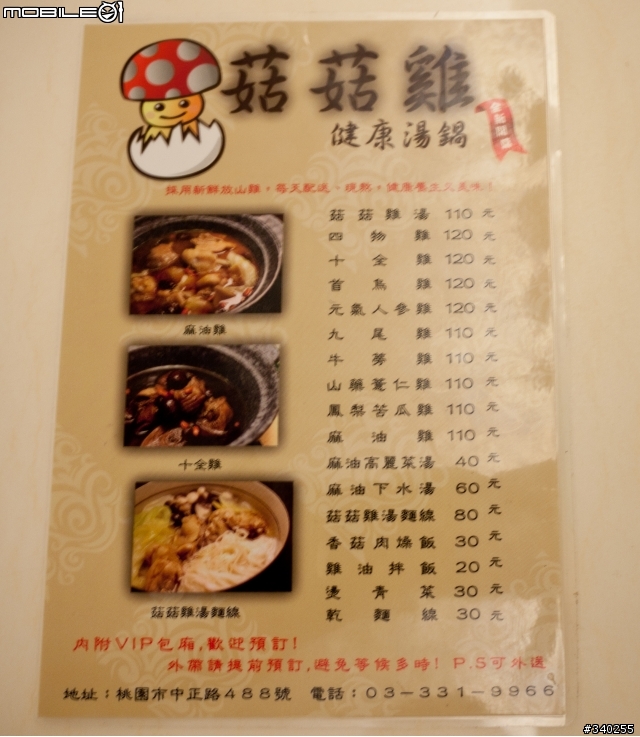 MOBILE01
菇菇雞
健康湯鍋
採用新鮮放山雞,每天配送、現熬,健康養生又美味!
菇菇雞湯 110 元
四物雞 120 元
十全雞 120 元
首烏雞 120 元
元氣人參雞 120 元
九尾雞 110 元
牛蒡雞 110 元
山藥薏仁雞 110 元
鳳梨苦瓜雞 110 元
麻油雞 110 元
麻油高麗菜湯 40 元
麻油下水湯 60 元
菇菇雞湯麵線 80 元
香菇肉燥飯 30 元
雞油拌飯 20 元
燙青菜 30 元
乾麵線 30 元
麻油雞
十全雞
菇菇雞湯麵線
內附VIP包廂,歡迎預訂!
外帶請提前預訂,避免等候多時! P.S可外送
地址:桃園市中正路488號 電話:03-331-9966
#340255